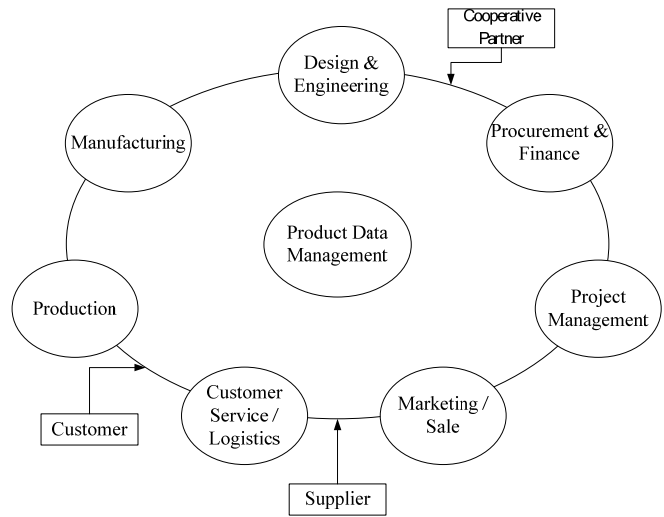 Cooperative
Partner
Design &
Engineering
Manufacturing
Procurement &
Finance
Product Data
Management
Production
Project
Management
Customer
Service /
Logistics
Marketing /
Sale
Customer
Supplier